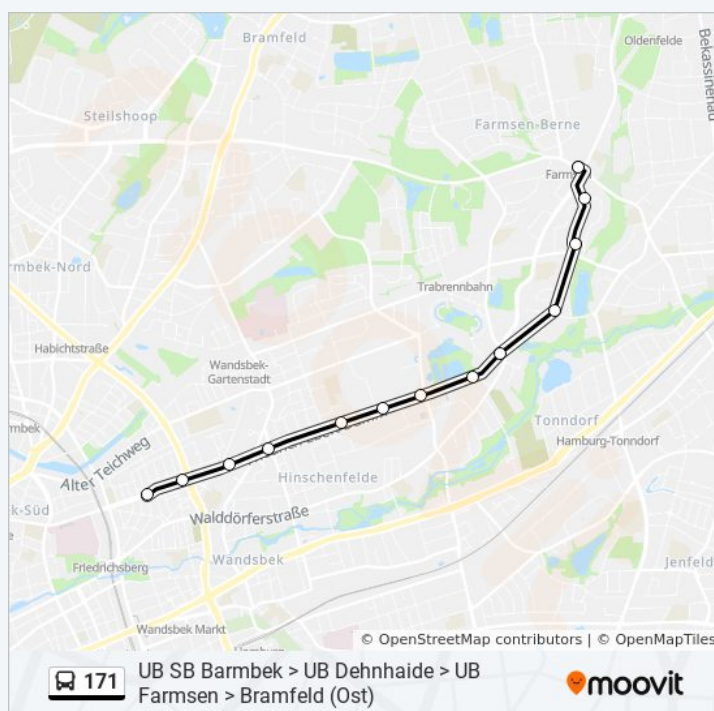 Bramfeld
Oldenfelde
Bekassinenau
Steilshoop
Farmsen-Berne
Farm
rmbek-Nord
Trabrennbahn
Habichtstraße
Wandsbek-
Gartenstadt
rmbek
Tonndorf
Hamburg-Tonndorf
Alter Teichweg
Hinschenfelde
k-Süd
Walddörferstraße
Friedrichsberg
Wandsbek
Jenfeld
Wandsbek Markt
© OpenStreetMap contributors | © OpenMapTiles
171
UB SB Barmbek > UB Dehnhaide > UB
Farmsen > Bramfeld (Ost)
moovit